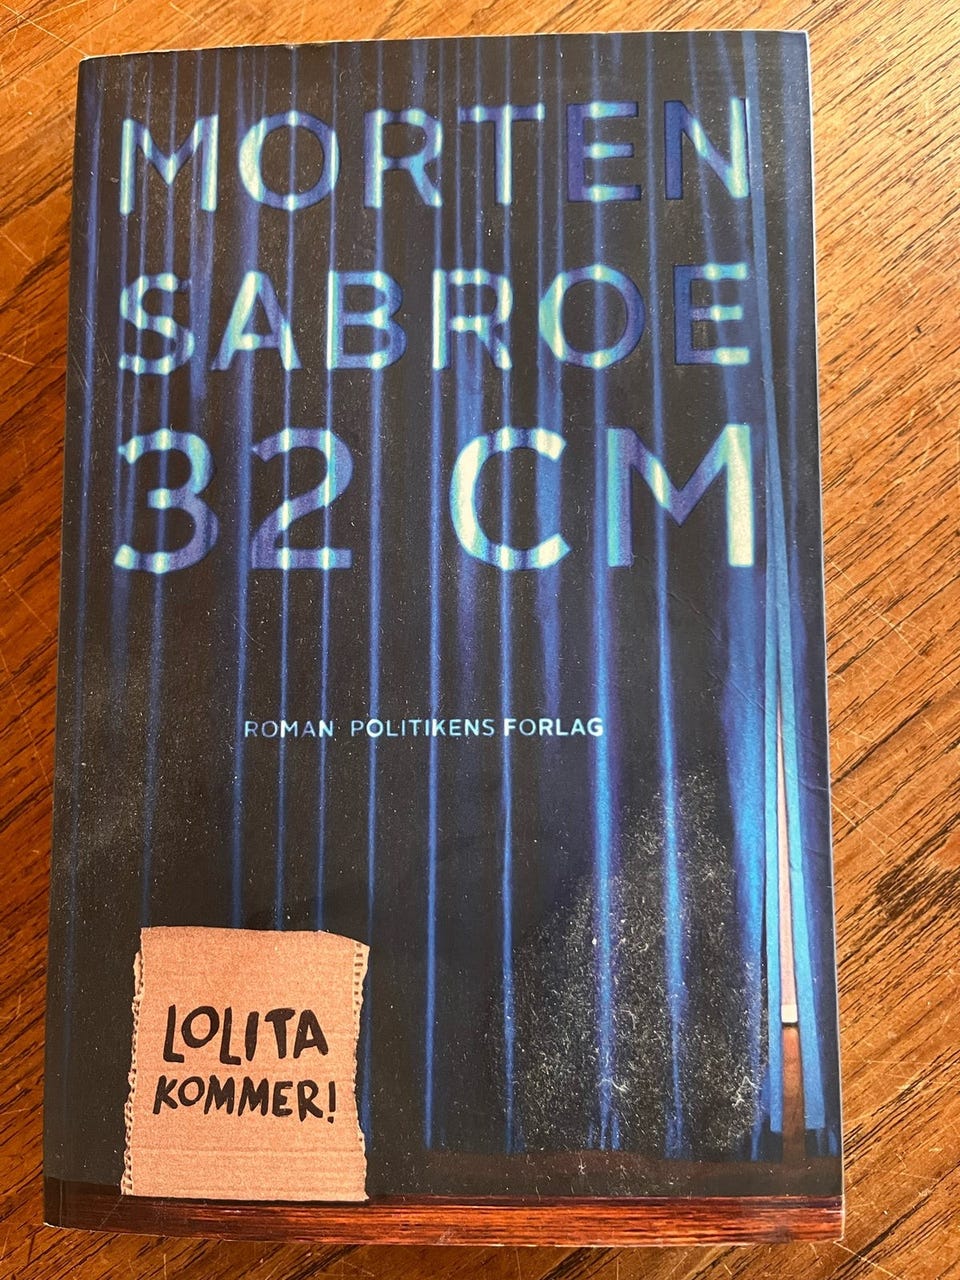 MORTEN
SABROE
32 CM
ROMAN POLITIKENS FORLAG
LOLITA
KOMMER!